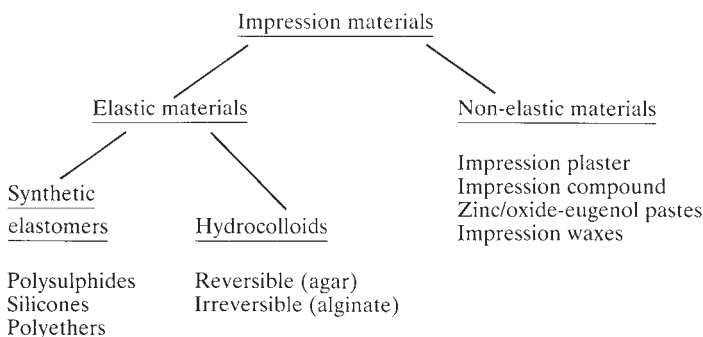 Impression materials
Elastic materials
Non-elastic materials
Synthetic
elastomers
Polysulphides
Silicones
Polyethers
Hydrocolloids
Reversible (agar)
Irreversible (alginate)
Impression plaster
Impression compound
Zinc/oxide-eugenol pastes
Impression waxes